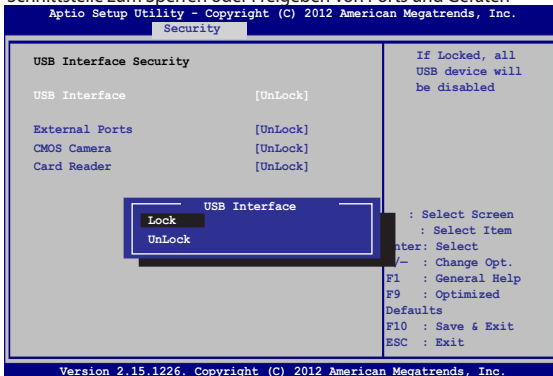 Schnittstelle zum Sperren oder Freigeben von Ports und Geräten
Aptio Setup Utility - Copyright (C) 2012 American Megatrends, Inc.
Security
USB Interface Security
USB Interface [UnLock]
External Ports [UnLock]
CMOS Camera [UnLock]
Card Reader [UnLock]
If Locked, all
USB device will
be disabled
USB Interface
Lock
UnLock
: Select Screen
: Select Item
nter: Select
/— : Change Opt.
F1 : General Help
F9 : Optimized
Defaults
F10 : Save & Exit
ESC : Exit
Version 2.15.1226. Copyright (C) 2012 American Megatrends, Inc.